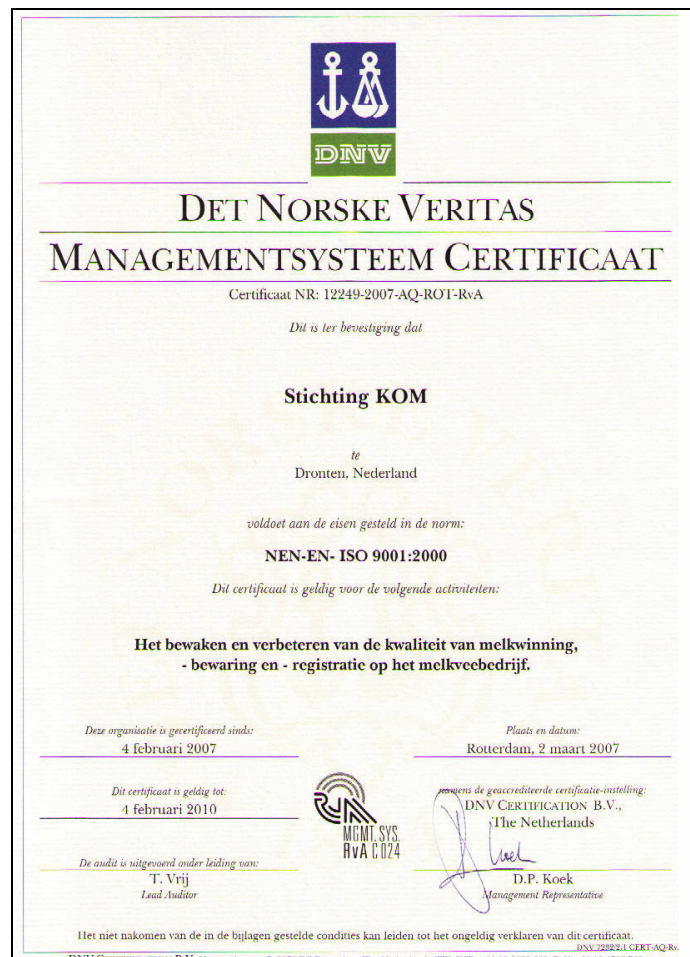 DNV
DET NORSKE VERITAS
MANAGEMENTSYSTEEM CERTIFICAAT
Certificaat NR: 12249-2007-AQ-ROT-RvA
Dit is ter bevestiging dat
Stichting KOM
te
Dronten, Nederland
voldoet aan de eisen gesteld in de norm:
NEN-EN- ISO 9001:2000
Dit certificaat is geldig voor de volgende activiteiten:
Het bewaken en verbeteren van de kwaliteit van melkwinning,
- bewaring en - registratie op het melkveebedrijf.
Deze organisatie is gecertificeerd sinds:
4 februari 2007
Plaats en datum:
Rotterdam, 2 maart 2007
Dit certificaat is geldig tot:
4 februari 2010
namens de geaccrediteerde certificatie-instelling:
DNV CERTIFICATION B.V.,
The Netherlands
RvA
MGMT. SYS.
RvA C 024
De audit is uitgevoerd onder leiding van:
T. Vrij
Lead Auditor
D.P. Koek
Management Representative
Het niet nakomen van de in de bijlagen gestelde condities kan leiden tot het ongeldig verklaren van dit certificaat.